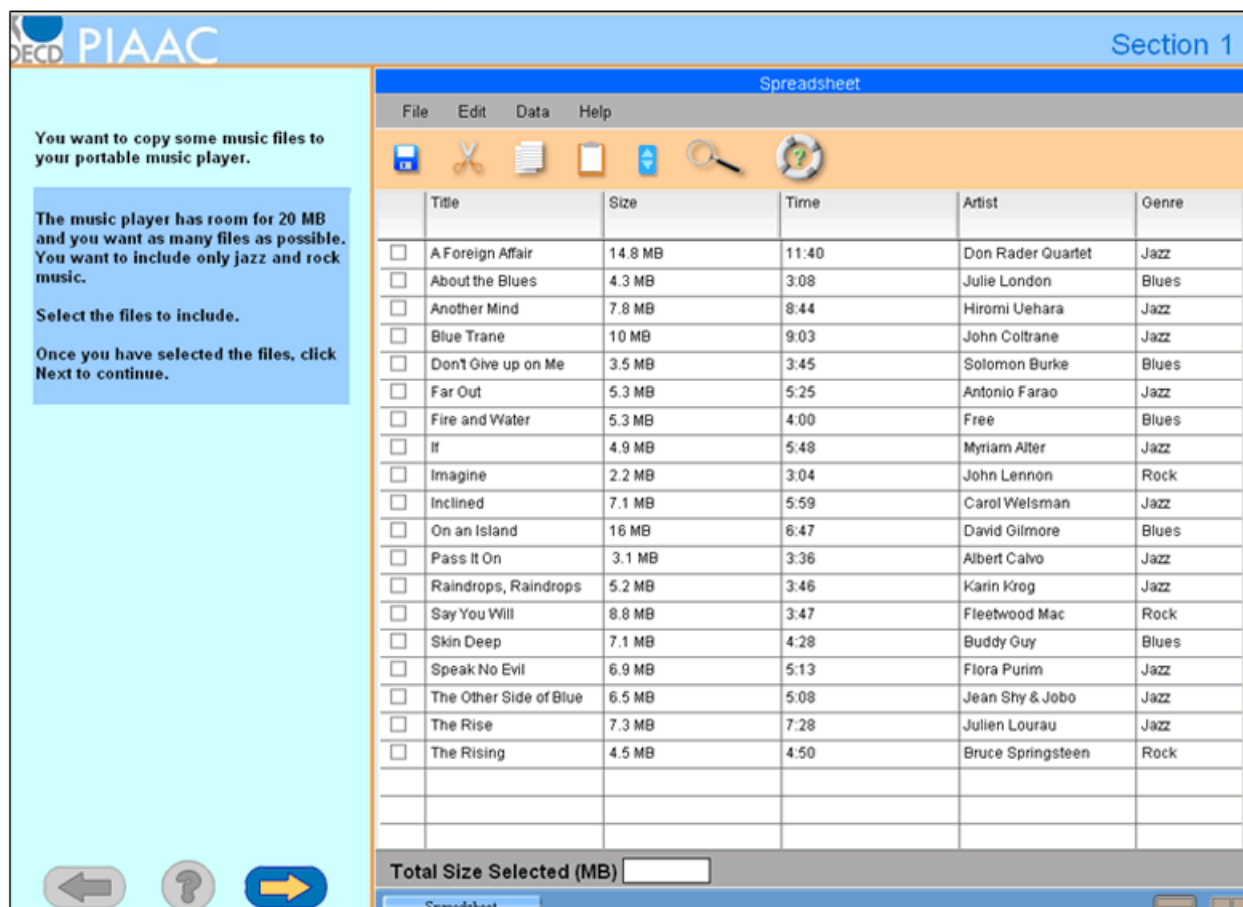 OECD PIAAC
Section 1
You want to copy some music files to
your portable music player.
The music player has room for 20 MB
and you want as many files as possible.
You want to include only jazz and rock
music.
Select the files to include.
Once you have selected the files, click
Next to continue.
Spreadsheet
File Edit Data Help
Title Size Time Artist Genre
A Foreign Affair 14.8 MB 11:40 Don Rader Quartet Jazz
About the Blues 4.3 MB 3:08 Julie London Blues
Another Mind 7.8 MB 8:44 Hiromi Uehara Jazz
Blue Trane 10 MB 9:03 John Coltrane Jazz
Don't Give up on Me 3.5 MB 3:45 Solomon Burke Blues
Far Out 5.3 MB 5:25 Antonio Farao Jazz
Fire and Water 5.3 MB 4:00 Free Blues
If 4.9 MB 5:48 Myriam Alter Jazz
Imagine 2.2 MB 3:04 John Lennon Rock
Inclined 7.1 MB 5:59 Carol Welsman Jazz
On an Island 16 MB 6:47 David Gilmore Blues
Pass It On 3.1 MB 3:36 Albert Calvo Jazz
Raindrops, Raindrops 5.2 MB 3:46 Karin Krog Jazz
Say You Will 8.8 MB 3:47 Fleetwood Mac Rock
Skin Deep 7.1 MB 4:28 Buddy Guy Blues
Speak No Evil 6.9 MB 5:13 Flora Purim Jazz
The Other Side of Blue 6.5 MB 5:08 Jean Shy & Jobo Jazz
The Rise 7.3 MB 7:28 Julien Lourau Jazz
The Rising 4.5 MB 4:50 Bruce Springsteen Rock
Total Size Selected (MB)
Spreadsheet